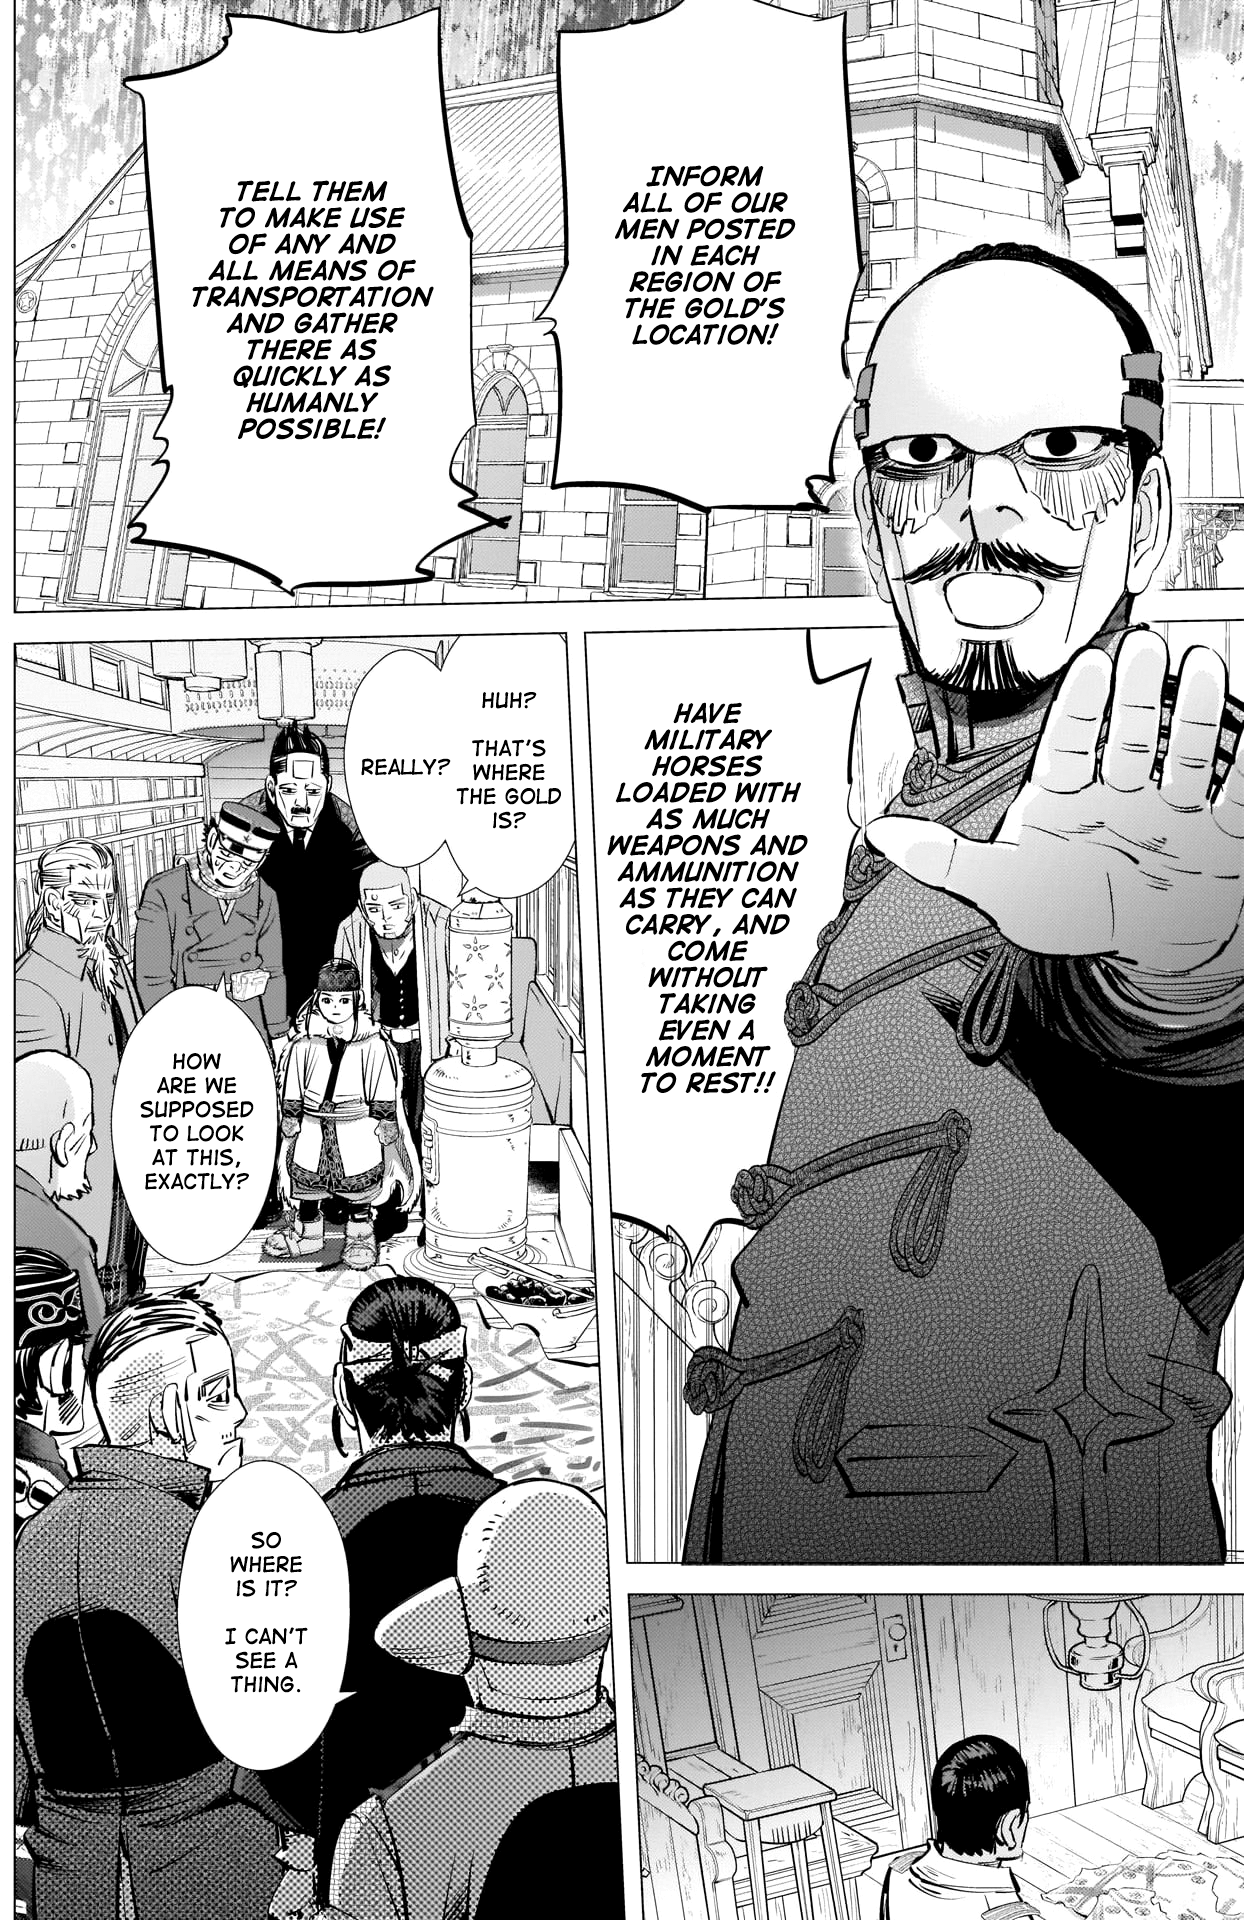 INFORM
ALL OF OUR
MEN POSTED
IN EACH
REGION OF
THE GOLD'S
LOCATION!
TELL THEM
TO MAKE USE
OF ANY AND
ALL MEANS OF
TRANSPORTATION
AND GATHER
THERE AS
QUICKLY AS
HUMANLY
POSSIBLE!
HAVE
MILITARY
HORSES
LOADED WITH
AS MUCH
WEAPONS AND
AMMUNITION
AS THEY CAN
CARRY, AND
COME
WITHOUT
TAKING
EVEN A
MOMENT
TO REST!!
HUH?
THAT'S
WHERE
THE GOLD
IS?
REALLY?
HOW
ARE WE
SUPPOSED
TO LOOK
AT THIS,
EXACTLY?
SO
WHERE
IS IT?
I CAN'T
SEE A
THING.